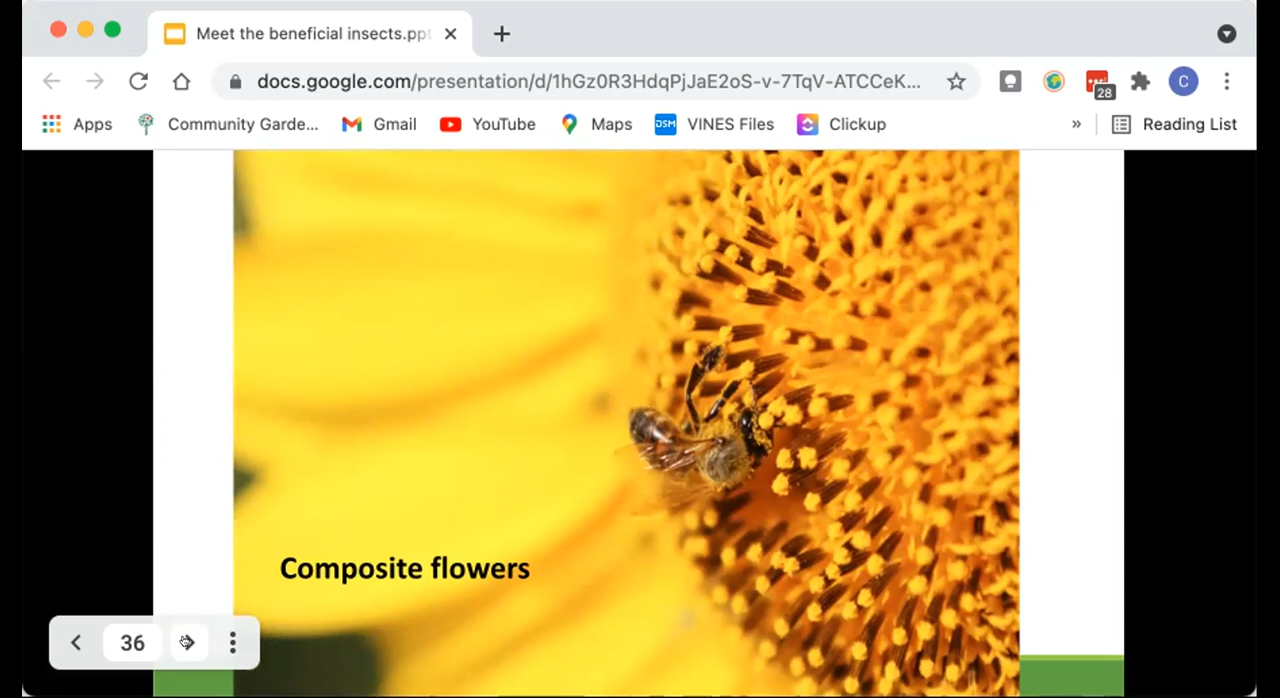 Meet the beneficial insects.ppt
docs.google.com/presentation/d/1hGz0R3HdqPjJaE2oS-v-7TqV-ATCCeK...
28
C
Apps
Community Garde...
Gmail
YouTube
Maps
DSM
VINES Files
Clickup
»
Reading List
Composite flowers
36